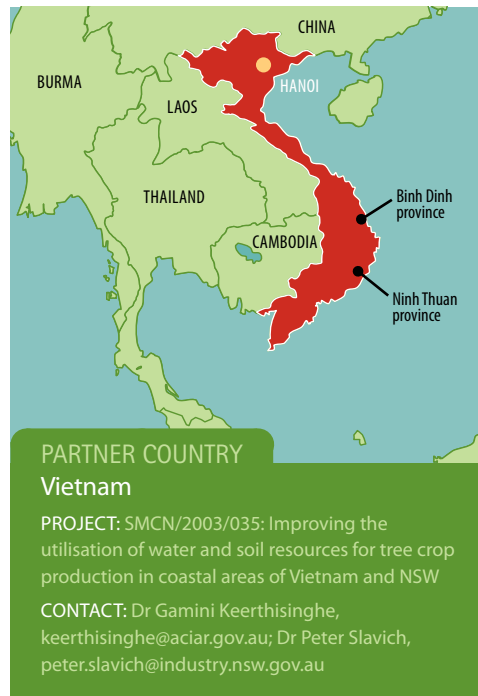 CHINA
BURMA
HANOI
LAOS
THAILAND
Binh Dinh
province
CAMBODIA
Ninh Thuan
province
PARTNER COUNTRY
Vietnam
PROJECT: SMCN/2003/035: Improving the
utilisation of water and soil resources for tree crop
production in coastal areas of Vietnam and NSW
CONTACT: Dr Gamini Keerthisinghe,
keerthisinghe@aciar.gov.au; Dr Peter Slavich,
peter.slavich@industry.nsw.gov.au